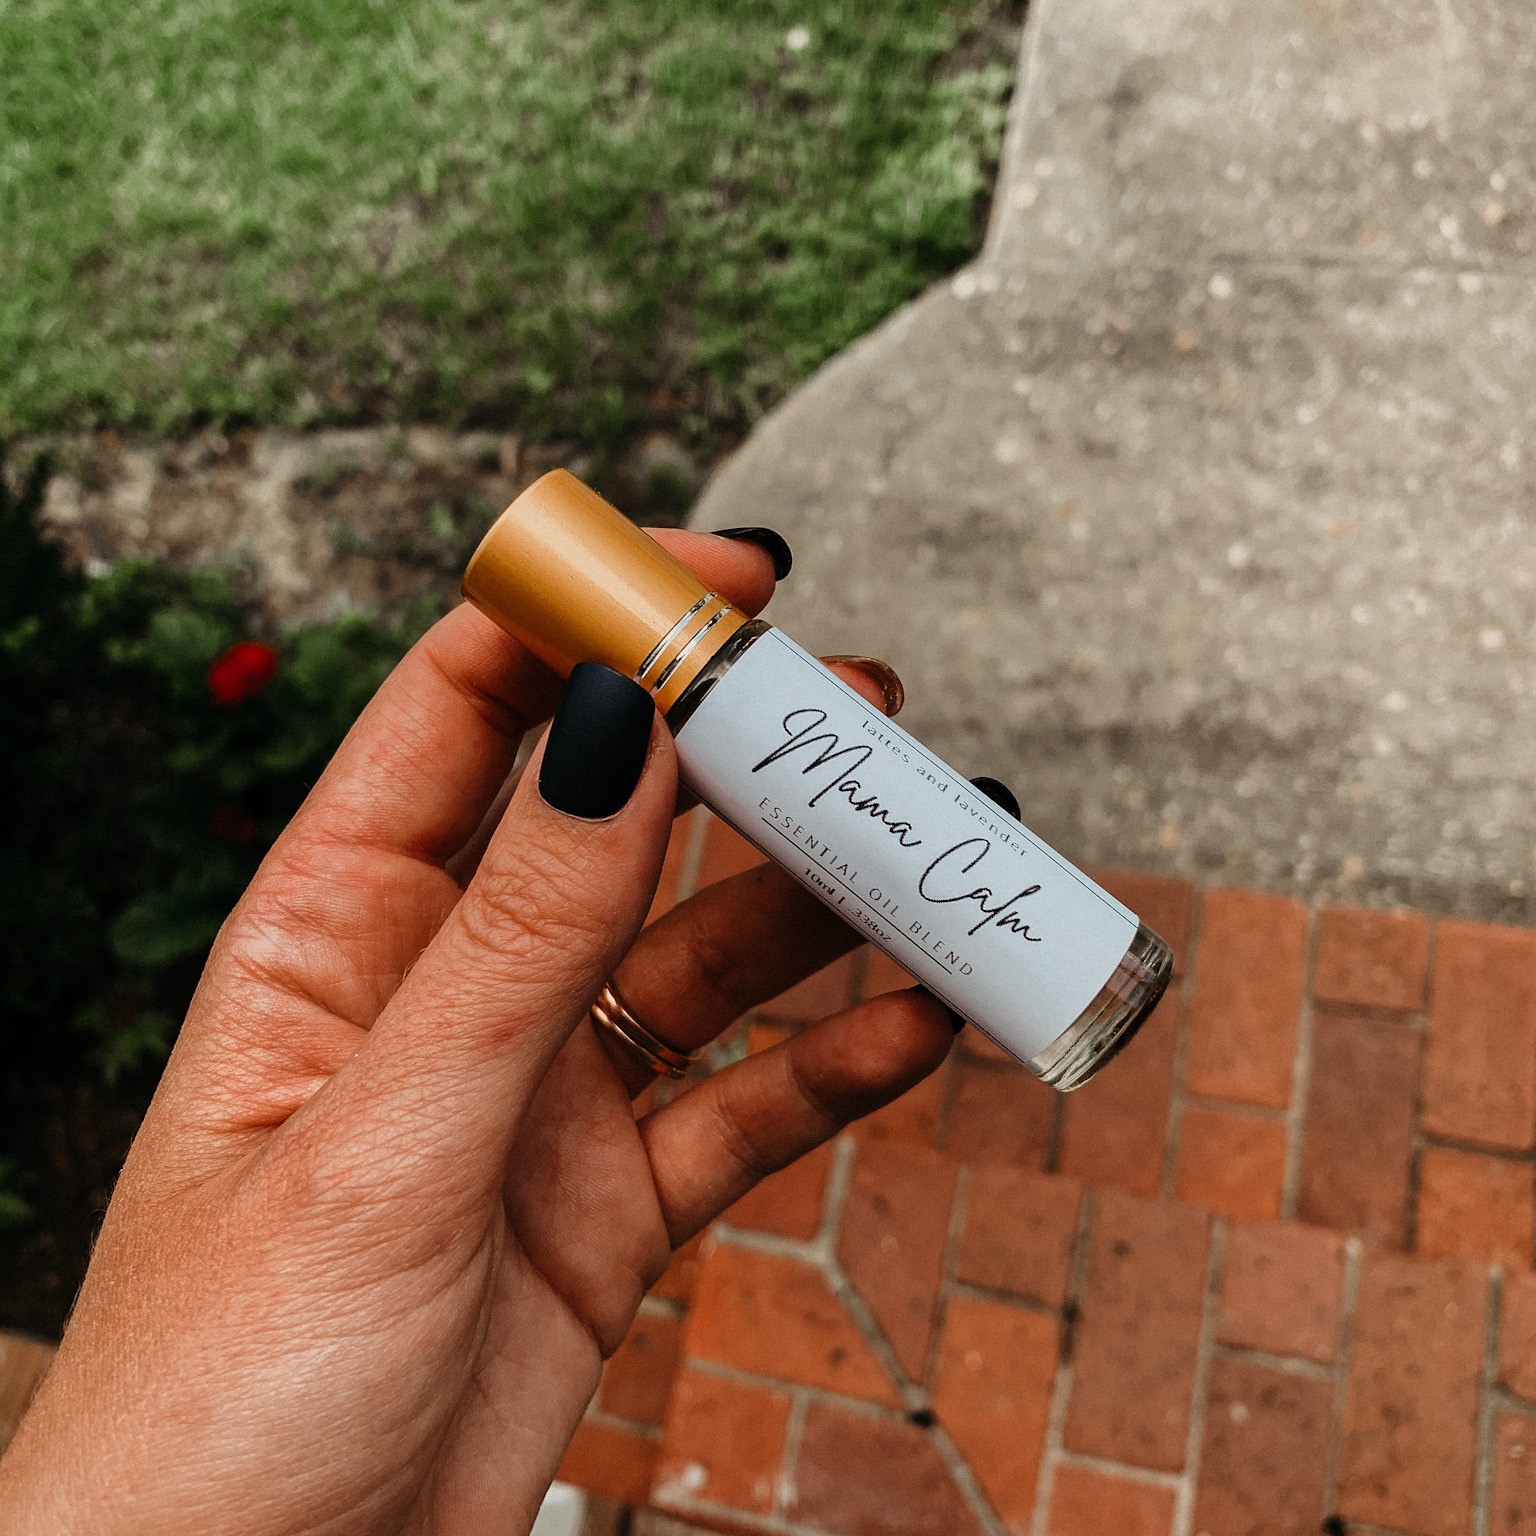 lattes and lavender
Mama Calm
ESSENTIAL OIL BLEND
10ml | .338oz